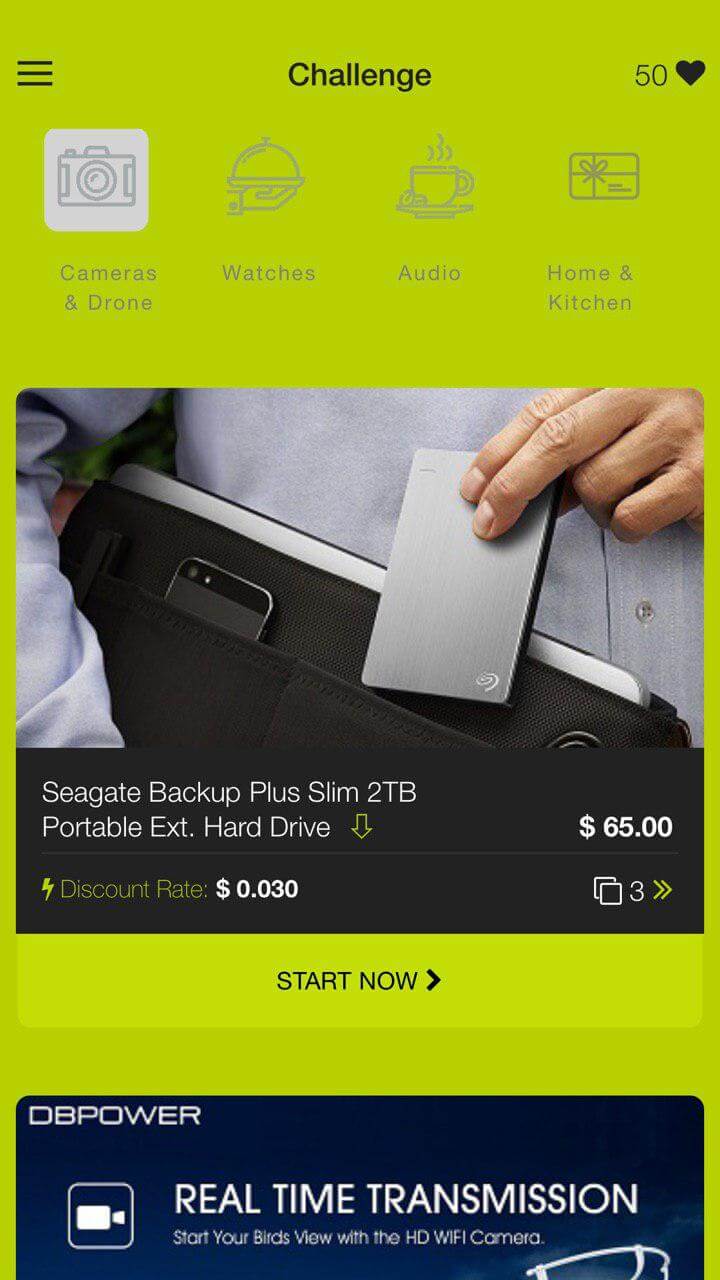 Challenge
50
Cameras
& Drone
Watches
Audio
Home &
Kitchen
Seagate Backup Plus Slim 2TB
Portable Ext. Hard Drive
$ 65.00
Discount Rate: $ 0.030
3
START NOW
DBPOWER
REAL TIME TRANSMISSION
Start Your Birds View with the HD WIFI Camera.